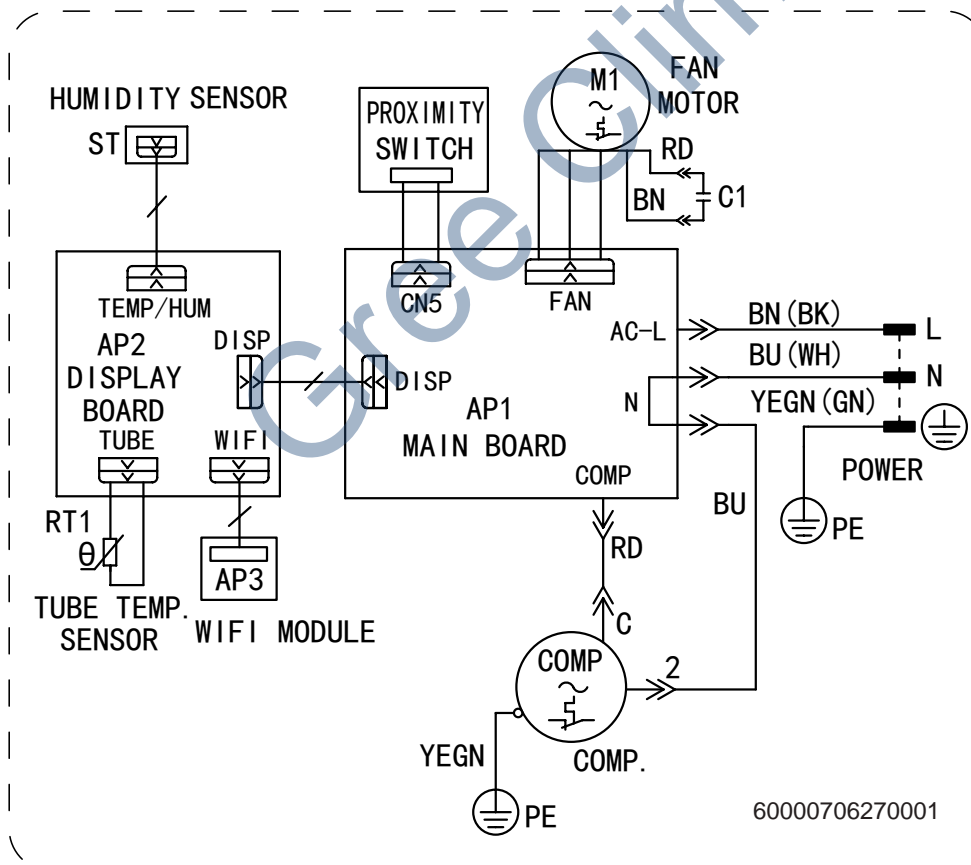 HUMIDITY SENSOR
ST
PROXIMITY
SWITCH
M1
FAN
MOTOR
RD
BN
C1
TEMP/HUM
AP2
DISPLAY
BOARD
DISP
TUBE
WIFI
CN5
FAN
DISP
AP1
MAIN BOARD
AC-L
N
COMP
BN(BK)
L
BU(WH)
N
YEGN(GN)
POWER
PE
BU
RT1
θ
TUBE TEMP.
SENSOR
AP3
WIFI MODULE
RD
C
COMP
2
COMP.
YEGN
PE
60000706270001
Gree Clim